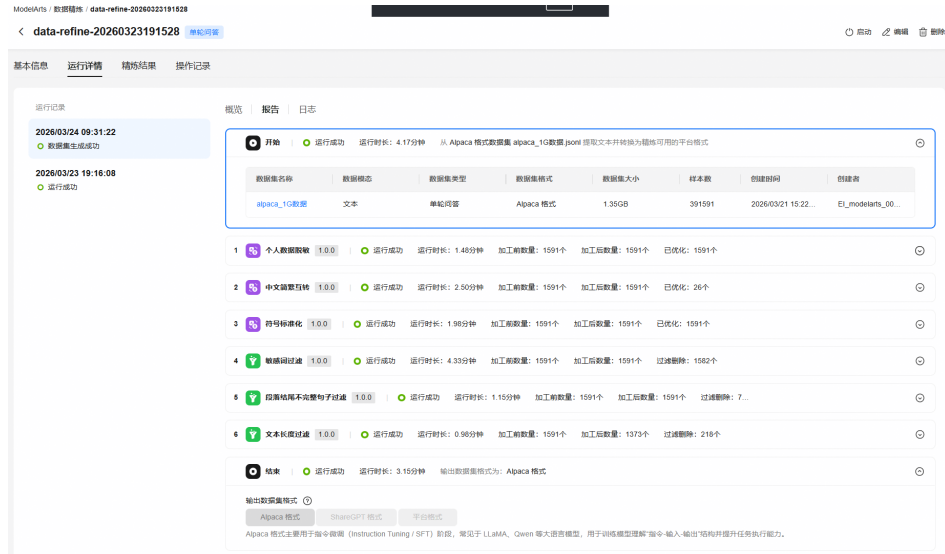 ModelArts / 数据精炼 / data-refine-20260323191528
data-refine-20260323191528 单轮问答 启动 编辑 删除
基本信息 运行详情 精炼结果 操作记录
运行记录
2026/03/24 09:31:22
数据集生成成功
2026/03/23 19:16:08
运行成功
概览 报告 日志
开始 运行成功 运行时长：4.17分钟 从 Alpaca 格式数据集 alpaca_1G数据.jsonl 提取文本并转换为精炼可用的平台格式
数据集名称 数据模态 数据集类型 数据集格式 数据集大小 样本数 创建时间 创建者
alpaca_1G数据 文本 单轮问答 Alpaca 格式 1.35GB 391591 2026/03/21 15:22... EI_modelarts_00...
1 个人数据脱敏 1.0.0 运行成功 运行时长：1.48分钟 加工前数量：1591个 加工后数量：1591个 已优化：1591个
2 中文简繁互转 1.0.0 运行成功 运行时长：2.50分钟 加工前数量：1591个 加工后数量：1591个 已优化：26个
3 符号标准化 1.0.0 运行成功 运行时长：1.98分钟 加工前数量：1591个 加工后数量：1591个 已优化：1591个
4 敏感词过滤 1.0.0 运行成功 运行时长：4.33分钟 加工前数量：1591个 加工后数量：1591个 过滤删除：1582个
5 段落结尾不完整句子过滤 1.0.0 运行成功 运行时长：1.15分钟 加工前数量：1591个 加工后数量：1591个 过滤删除：7...
6 文本长度过滤 1.0.0 运行成功 运行时长：0.98分钟 加工前数量：1591个 加工后数量：1373个 过滤删除：218个
结束 运行成功 运行时长：3.15分钟 输出数据集格式为：Alpaca 格式
输出数据集格式
Alpaca 格式 ShareGPT 格式 平台格式
Alpaca 格式主要用于指令微调（Instruction Tuning / SFT）阶段，常见于 LLaMA、Qwen 等大语言模型，用于训练模型理解“指令-输入-输出”结构并提升任务执行能力。